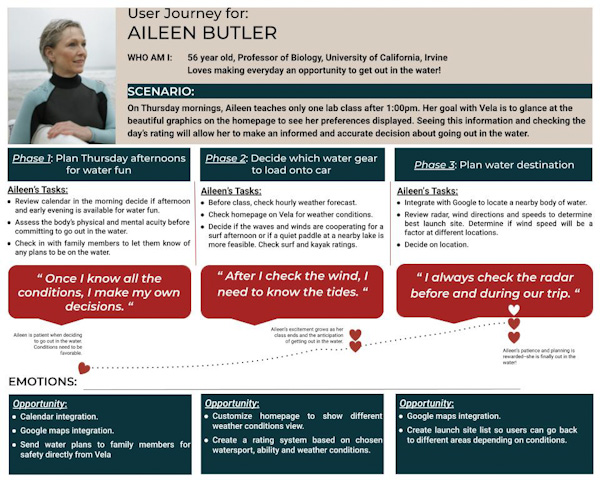 User Journey for:
AILEEN BUTLER
WHO AM I: 56 year old, Professor of Biology, University of California, Irvine
Loves making everyday an opportunity to get out in the water!
SCENARIO:
On Thursday mornings, Aileen teaches only one lab class after 1:00pm. Her goal with Vela is to glance at the
beautiful graphics on the homepage to see her preferences displayed. Seeing this information and checking the
day's rating will allow her to make an informed and accurate decision about going out in the water.
Phase 1: Plan Thursday afternoons
for water fun
Aileen's Tasks:
● Review calendar in the morning decide if afternoon
and early evening is available for water fun.
● Assess the body's physical and mental acuity before
committing to go out in the water.
● Check in with family members to let them know of
any plans to be on the water.
Phase 2: Decide which water gear
to load onto car
Aileen's Tasks:
● Before class, check hourly weather forecast.
● Check homepage on Vela for weather conditions.
● Decide if the waves and winds are cooperating for a
surf afternoon or if a quiet paddle at a nearby lake is
more feasible. Check surf and kayak ratings.
Phase 3: Plan water destination
Aileen's Tasks:
● Integrate with Google to locate a nearby body of water.
● Review radar, wind directions and speeds to determine
best launch site. Determine if wind speed will be a
factor at different locations.
● Decide on location.
“ Once I know all the
conditions, I make my own
decisions. “
“ After I check the wind, I
need to know the tides. “
“ I always check the radar
before and during our trip. “
Aileen is patient when deciding
to go out in the water.
Conditions need to be
favorable.
Aileen's excitement grows as her
class ends and the anticipation
of getting out in the water.
Aileen's patience and planning is
rewarded--she is finally out in the
water!
EMOTIONS:
Opportunity:
● Calendar integration.
● Google maps integration.
● Send water plans to family members for
safety directly from Vela
Opportunity:
● Customize homepage to show different
weather conditions view.
● Create a rating system based on chosen
watersport, ability and weather conditions.
Opportunity:
● Google maps integration.
● Create launch site list so users can go back
to different areas depending on conditions.